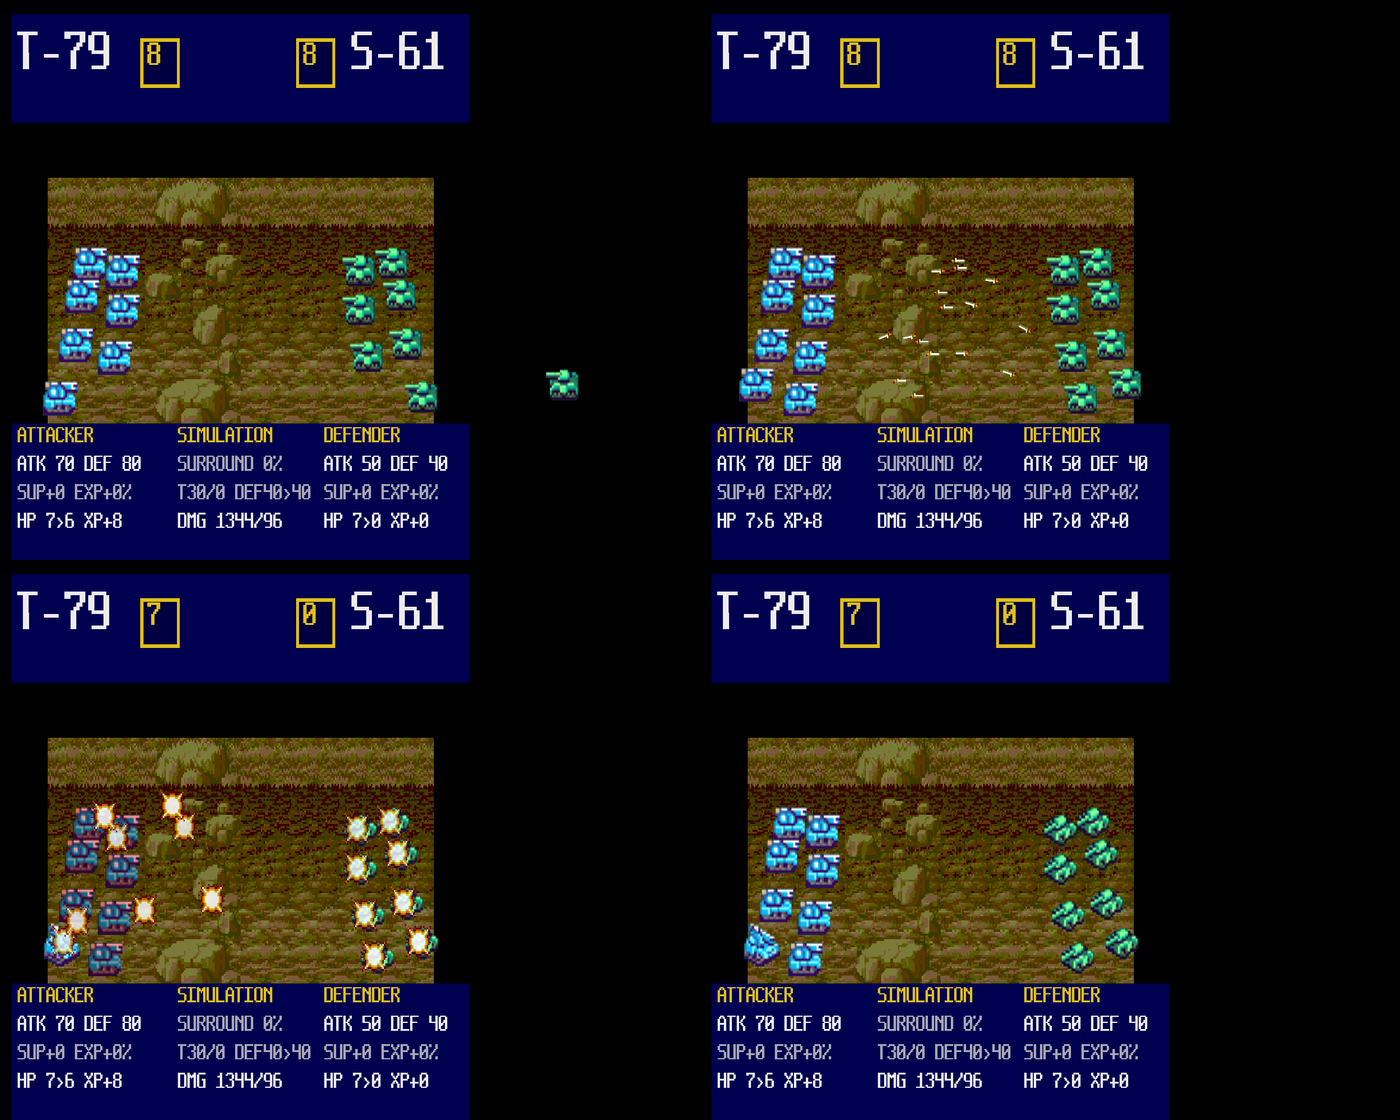 T-79 8 8 S-61
ATTACKER SIMULATION DEFENDER
ATK 70 DEF 80 SURROUND 0% ATK 50 DEF 40
SUP+0 EXP+0% T30/0 DEF40>40 SUP+0 EXP+0%
HP 7>6 XP+8 DMG 1344/96 HP 7>0 XP+0
T-79 8 8 S-61
ATTACKER SIMULATION DEFENDER
ATK 70 DEF 80 SURROUND 0% ATK 50 DEF 40
SUP+0 EXP+0% T30/0 DEF40>40 SUP+0 EXP+0%
HP 7>6 XP+8 DMG 1344/96 HP 7>0 XP+0
T-79 7 0 S-61
ATTACKER SIMULATION DEFENDER
ATK 70 DEF 80 SURROUND 0% ATK 50 DEF 40
SUP+0 EXP+0% T30/0 DEF40>40 SUP+0 EXP+0%
HP 7>6 XP+8 DMG 1344/96 HP 7>0 XP+0
T-79 7 0 S-61
ATTACKER SIMULATION DEFENDER
ATK 70 DEF 80 SURROUND 0% ATK 50 DEF 40
SUP+0 EXP+0% T30/0 DEF40>40 SUP+0 EXP+0%
HP 7>6 XP+8 DMG 1344/96 HP 7>0 XP+0